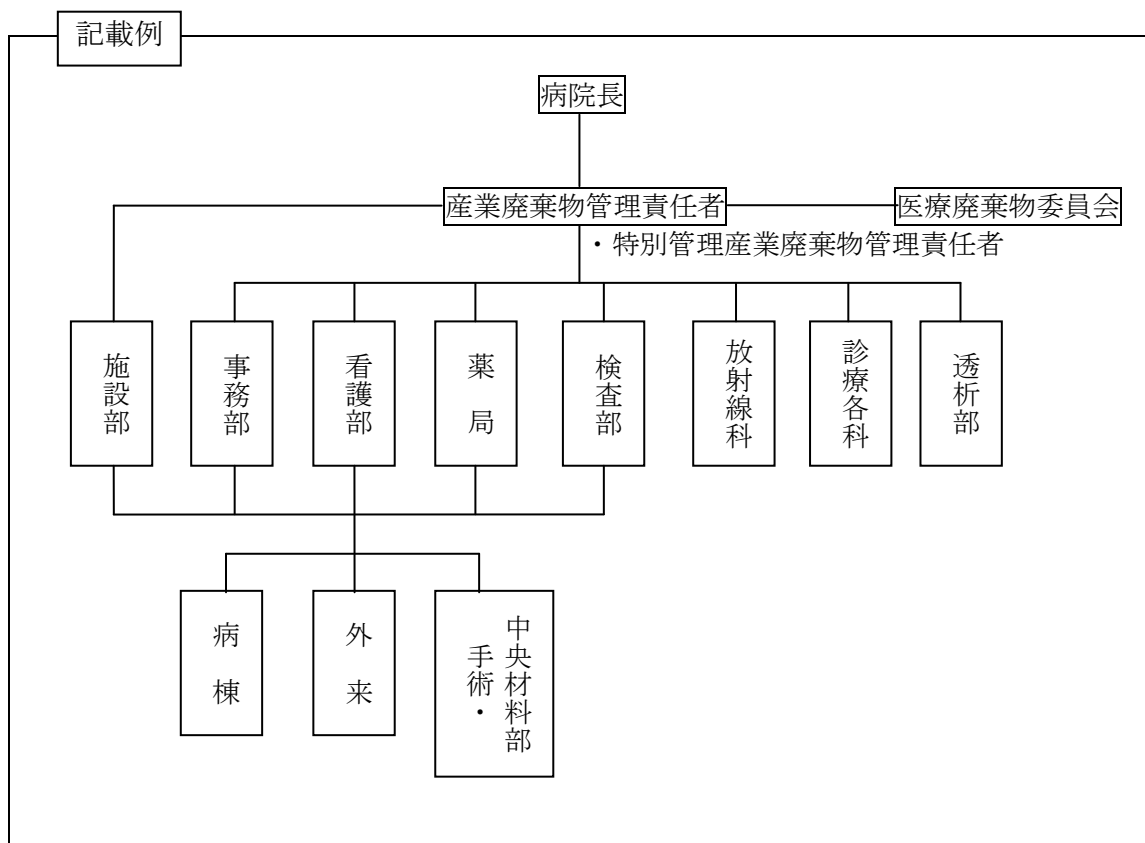 記載例
病院長
産業廃棄物管理責任者
医療廃棄物委員会
・特別管理産業廃棄物管理責任者
施設部
事務部
看護部
薬局
検査部
放射線科
診療各科
透析部
病棟
外来
中央材料部
手術・